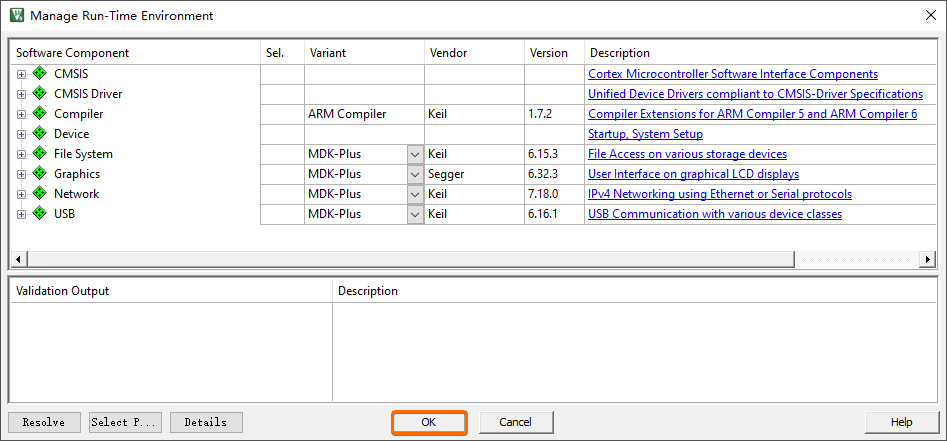 Manage Run-Time Environment
Software Component Sel. Variant Vendor Version Description
CMSIS Cortex Microcontroller Software Interface Components
CMSIS Driver Unified Device Drivers compliant to CMSIS-Driver Specifications
Compiler ARM Compiler Keil 1.7.2 Compiler Extensions for ARM Compiler 5 and ARM Compiler 6
Device Startup, System Setup
File System MDK-Plus Keil 6.15.3 File Access on various storage devices
Graphics MDK-Plus Segger 6.32.3 User Interface on graphical LCD displays
Network MDK-Plus Keil 7.18.0 IPv4 Networking using Ethernet or Serial protocols
USB MDK-Plus Keil 6.16.1 USB Communication with various device classes
Validation Output Description
Resolve Select P... Details OK Cancel Help